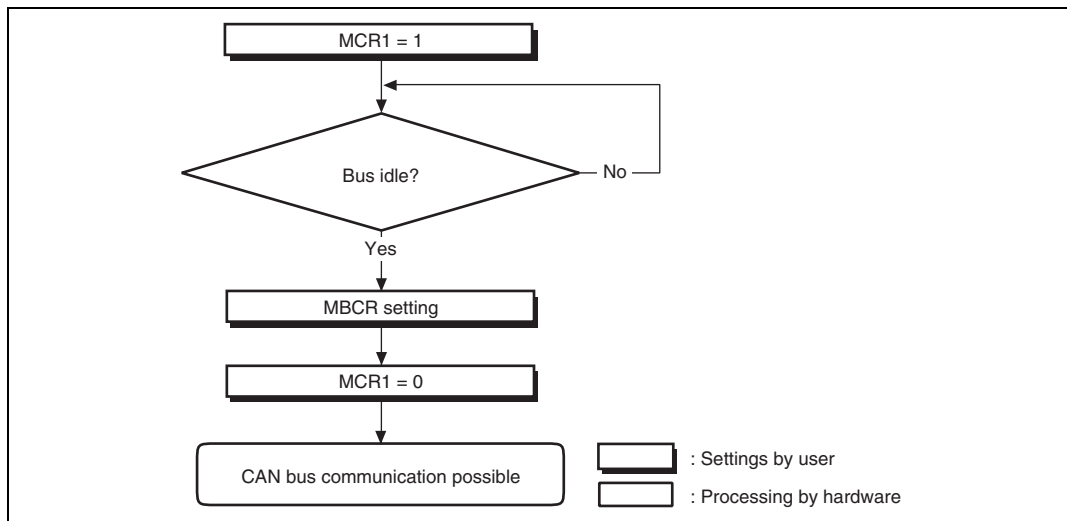 MCR1 = 1
Bus idle?
No
Yes
MBCR setting
MCR1 = 0
CAN bus communication possible
: Settings by user
: Processing by hardware